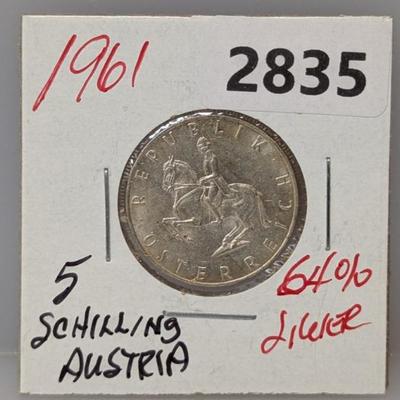 1961
2835
REPUBLIK·
ÖSTERREICH
5
SCHILLING
AUSTRIA
64%
SILVER